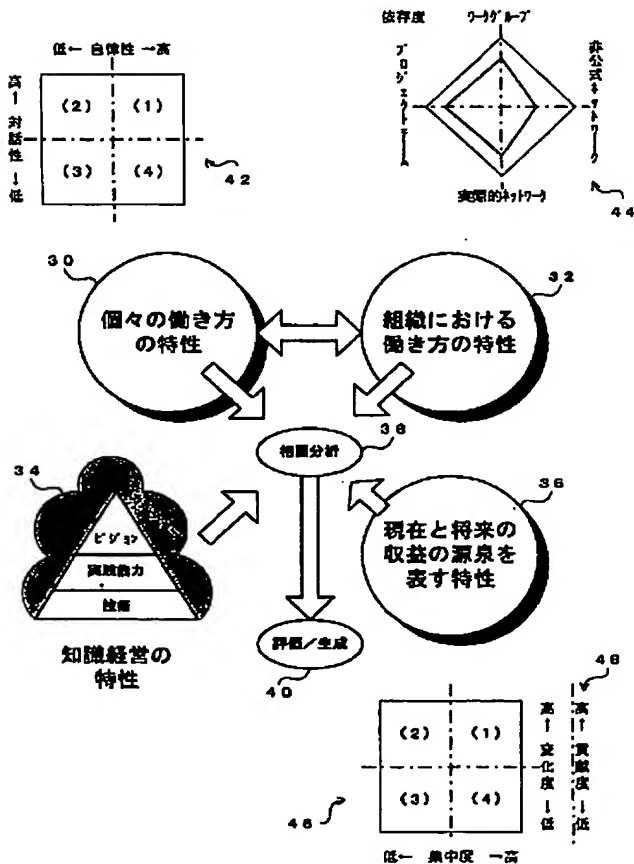 低← 自律性 →高
高↑ 対話性 ↓低
(2) (1)
(3) (4)
42
依存度 ワークグループ
プロジェクトチーム
非公式ネットワーク
実際的ネットワーク
44
30
個々の働き方
の特性
32
組織における
働き方の特性
相関分析
38
34
ビジョン
実践能力
技術
知識経営の
特性
36
現在と将来の
収益の源泉を
表す特性
評価/生成
40
(2) (1)
(3) (4)
高↑ 変化度 ↓低
高↑ 貢献度 ↓低
48
46
低← 集中度 →高